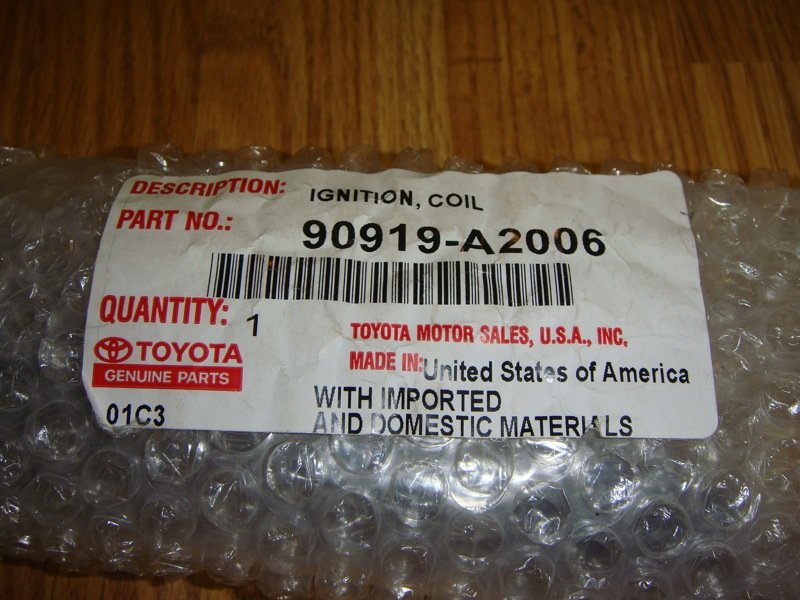 DESCRIPTION: IGNITION, COIL
PART NO.: 90919-A2006
QUANTITY: 1
TOYOTA MOTOR SALES, U.S.A., INC.
TOYOTA
MADE IN: United States of America
GENUINE PARTS
WITH IMPORTED
01C3
AND DOMESTIC MATERIALS